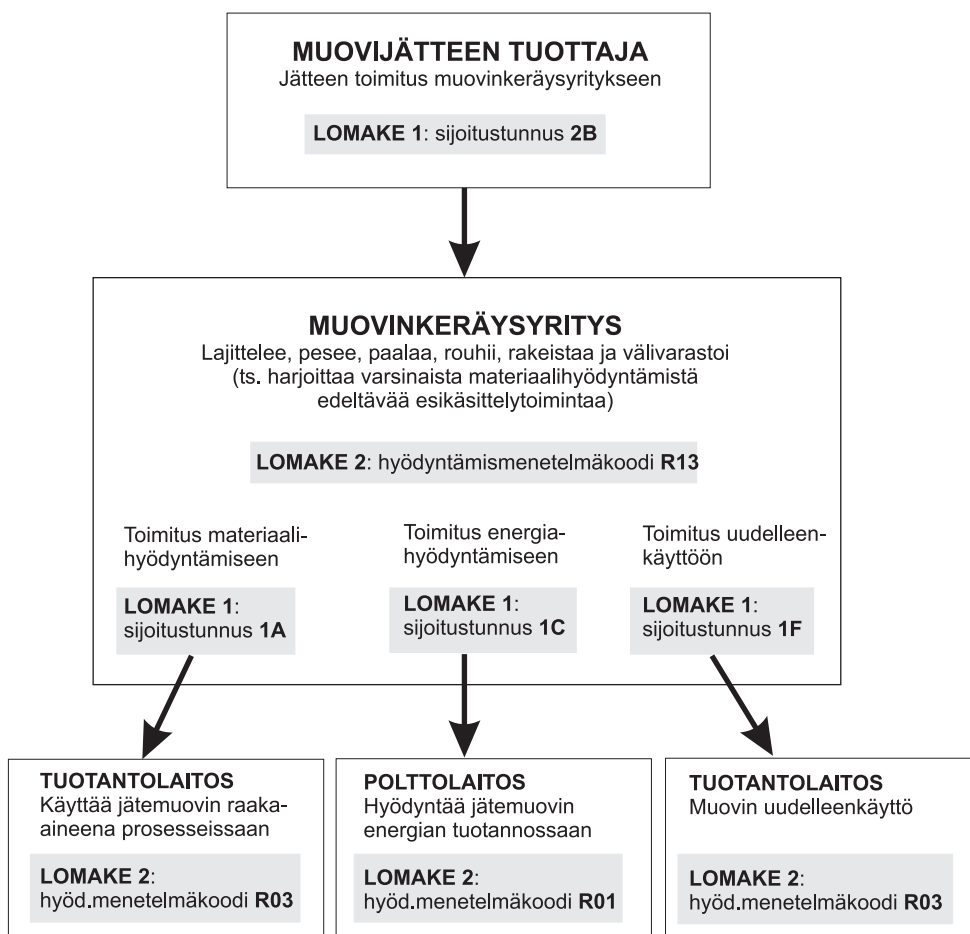 MUOVIJÄTTEEN TUOTTAJA
Jätteen toimitus muovinkeräysyritykseen
LOMAKE 1: sijoitustunnus 2B
MUOVINKERÄYSYRITYS
Lajittelee, pesee, paalaa, rouhii, rakeistaa ja välivarastoi
(ts. harjoittaa varsinaista materiaalihyödyntämistä
edeltävää esikäsittelytoimintaa)
LOMAKE 2: hyödyntämismenetelmäkoodi R13
Toimitus materiaali-
hyödyntämiseen
LOMAKE 1:
sijoitustunnus 1A
Toimitus energia-
hyödyntämiseen
LOMAKE 1:
sijoitustunnus 1C
Toimitus uudelleen-
käyttöön
LOMAKE 1:
sijoitustunnus 1F
TUOTANTOLAITOS
Käyttää jätemuovin raaka-
aineena prosesseissaan
LOMAKE 2:
hyöd.menetelmäkoodi R03
POLTTOLAITOS
Hyödyntää jätemuovin
energian tuotannossaan
LOMAKE 2:
hyöd.menetelmäkoodi R01
TUOTANTOLAITOS
Muovin uudelleenkäyttö
LOMAKE 2:
hyöd.menetelmäkoodi R03